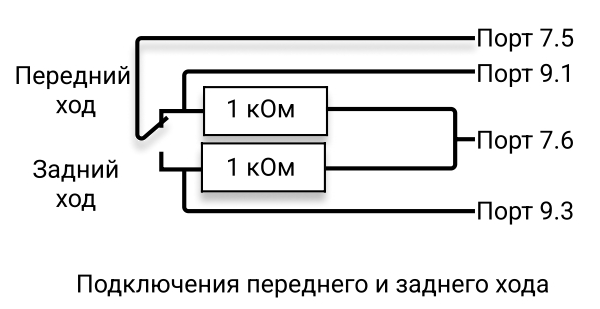 Порт 7.5
Передний
ход
Порт 9.1
1 кОм
Порт 7.6
1 кОм
Задний
ход
Порт 9.3
Подключения переднего и заднего хода